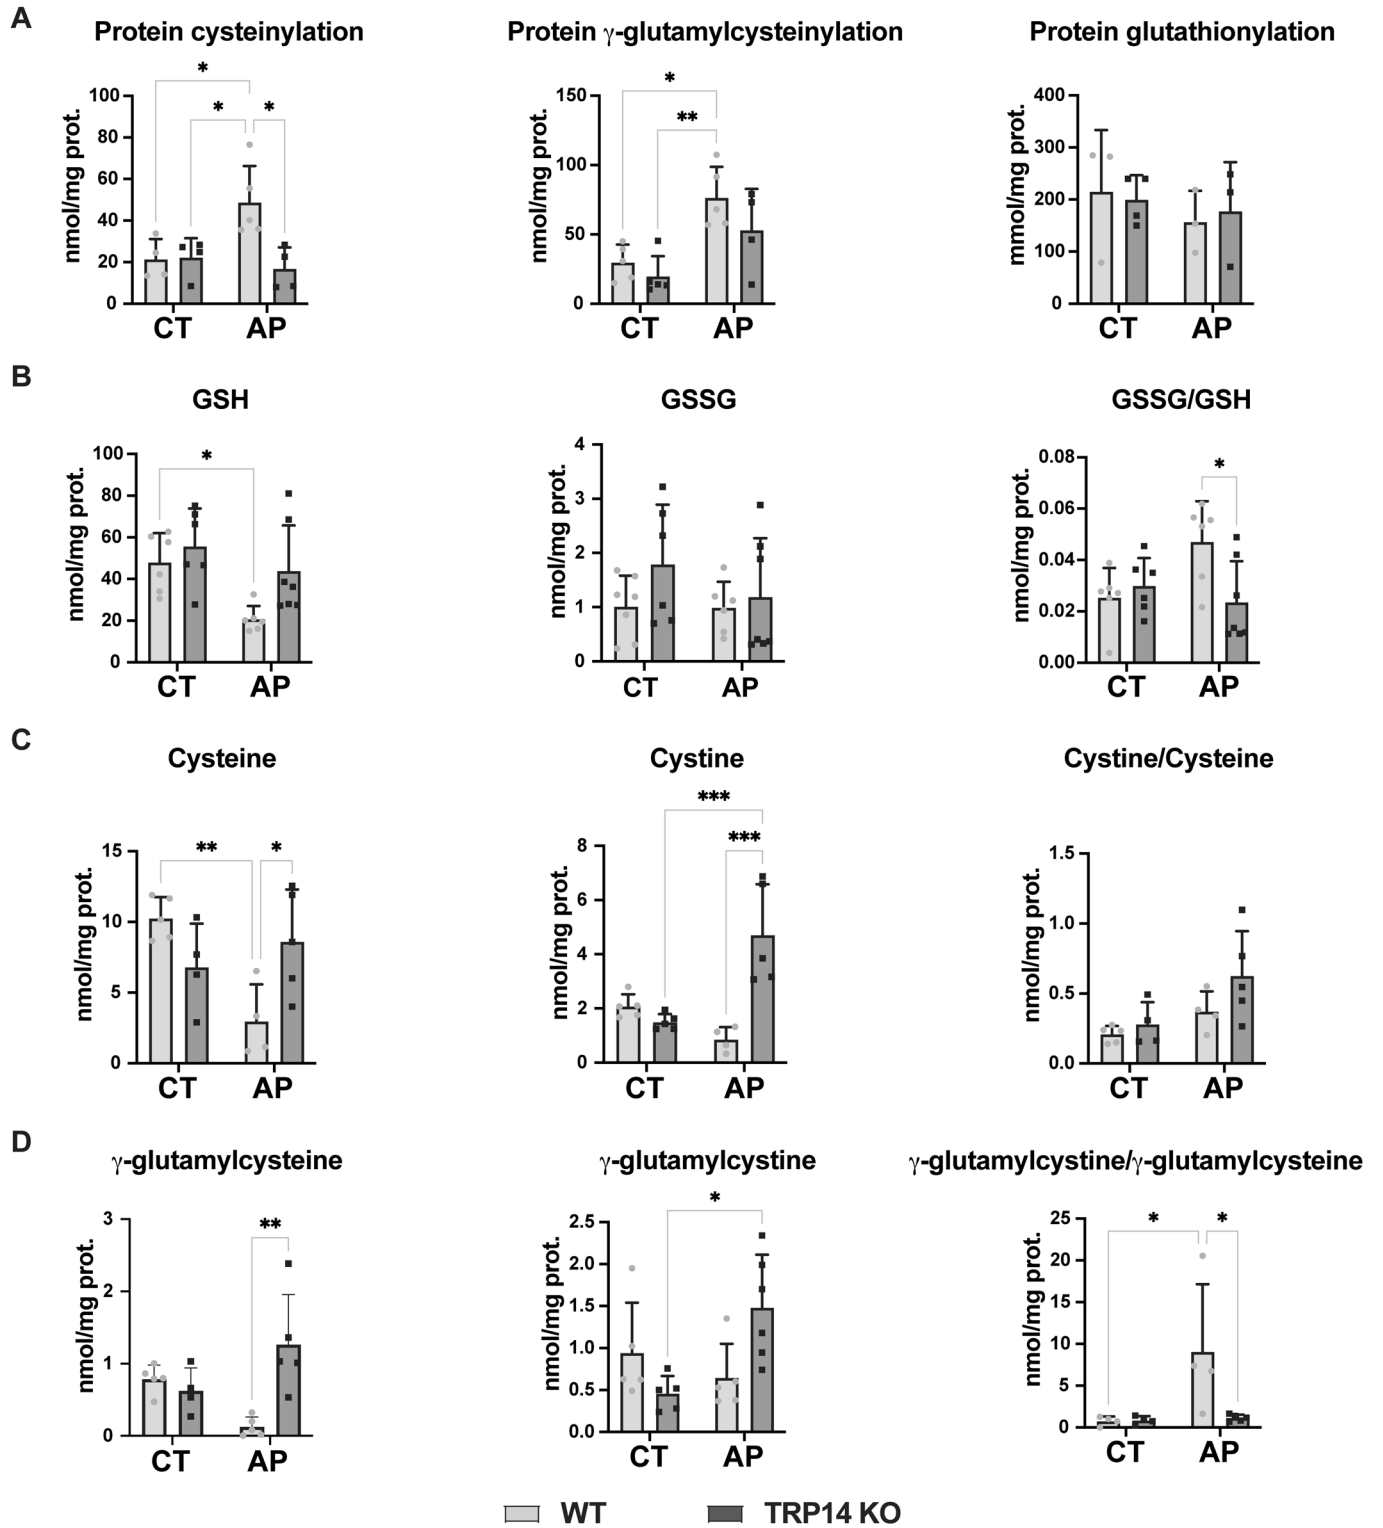 A
Protein cysteinylation
Protein γ-glutamylcysteinylation
Protein glutathionylation
nmol/mg prot.
100
80
60
40
20
0
*
*
*
CT
AP
nmol/mg prot.
150
100
50
0
*
**
CT
AP
mmol/mg prot.
400
300
200
100
0
CT
AP
B
GSH
GSSG
GSSG/GSH
nmol/mg prot.
100
80
60
40
20
0
*
CT
AP
nmol/mg prot.
4
3
2
1
0
CT
AP
nmol/mg prot.
0.08
0.06
0.04
0.02
0.00
*
CT
AP
C
Cysteine
Cystine
Cystine/Cysteine
nmol/mg prot.
15
10
5
0
**
*
CT
AP
nmol/mg prot.
8
6
4
2
0
***
***
CT
AP
nmol/mg prot.
1.5
1.0
0.5
0.0
CT
AP
D
γ-glutamylcysteine
γ-glutamylcystine
γ-glutamylcystine/γ-glutamylcysteine
nmol/mg prot.
3
2
1
0
**
CT
AP
nmol/mg prot.
2.5
2.0
1.5
1.0
0.5
0.0
*
CT
AP
nmol/mg prot.
25
20
15
10
5
0
*
*
CT
AP
WT
TRP14 KO